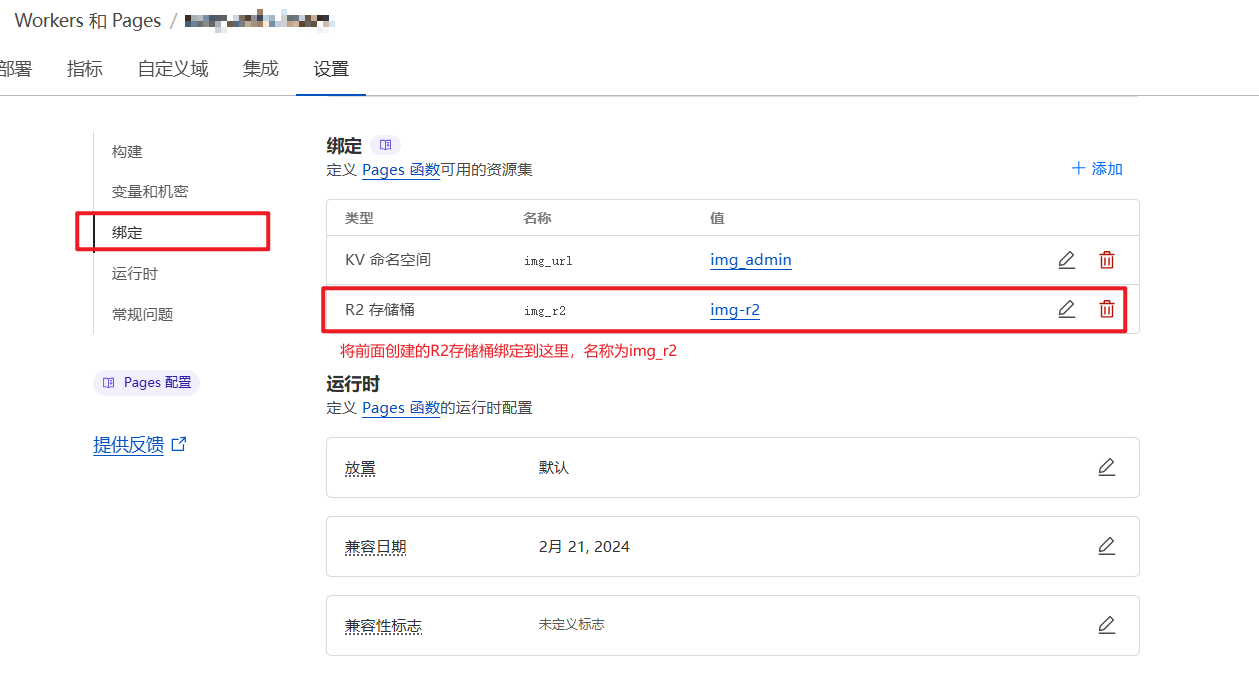 Workers 和 Pages /
部署 指标 自定义域 集成 设置
构建
变量和机密
绑定
运行时
常规问题
Pages 配置
提供反馈
绑定
定义 Pages 函数可用的资源集
添加
类型 名称 值
KV 命名空间 img_url img_admin
R2 存储桶 img_r2 img-r2
将前面创建的R2存储桶绑定到这里，名称为img_r2
运行时
定义 Pages 函数的运行时配置
放置 默认
兼容日期 2月 21, 2024
兼容性标志 未定义标志